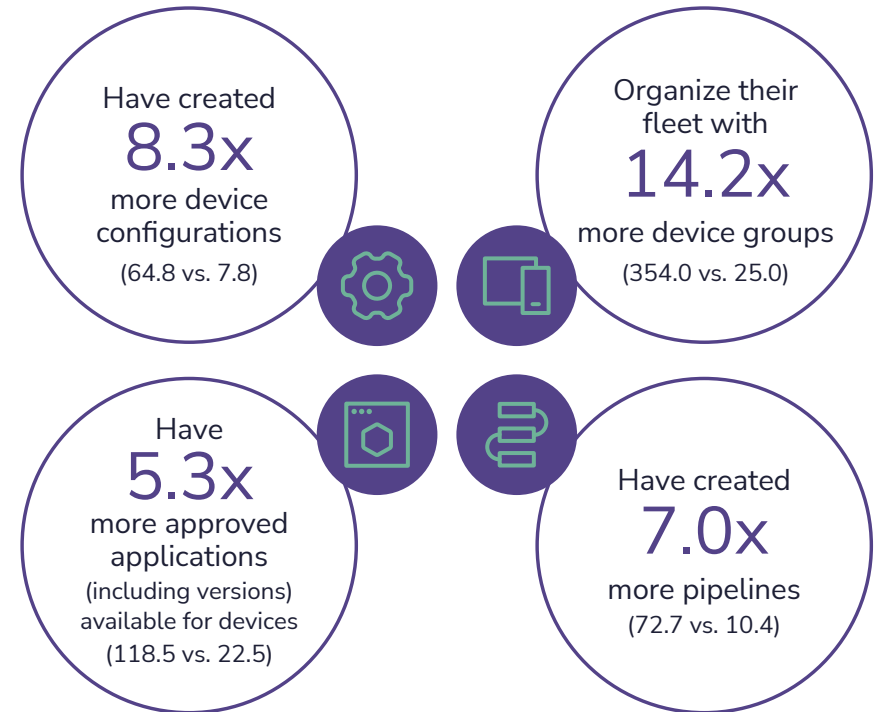 Have created
8.3x
more device
configurations
(64.8 vs. 7.8)
Organize their
fleet with
14.2x
more device groups
(354.0 vs. 25.0)
Have
5.3x
more approved
applications
(including versions)
available for devices
(118.5 vs. 22.5)
Have created
7.0x
more pipelines
(72.7 vs. 10.4)